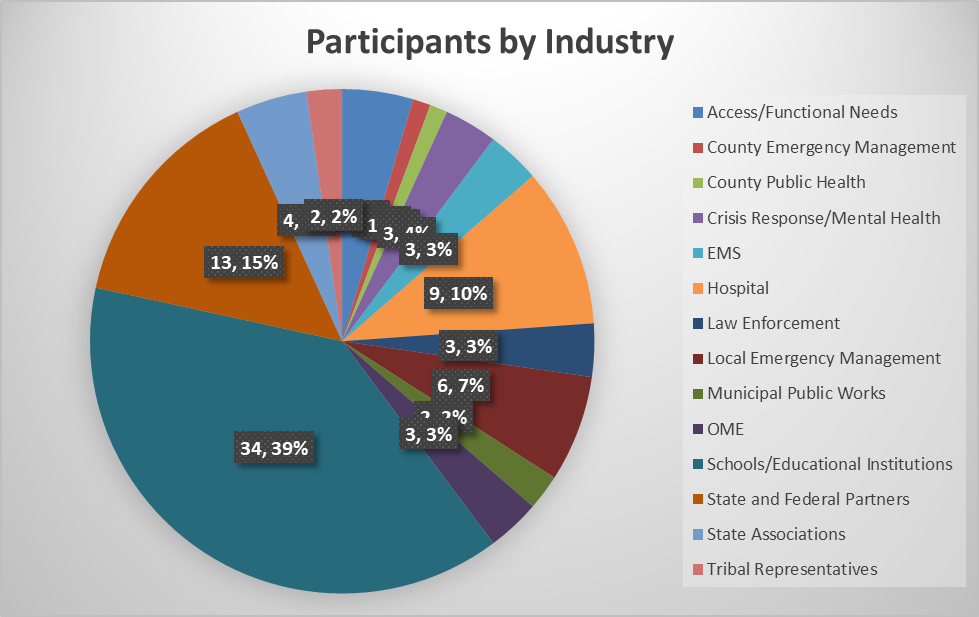 Participants by Industry
Access/Functional Needs
County Emergency Management
County Public Health
Crisis Response/Mental Health
EMS
Hospital
Law Enforcement
Local Emergency Management
Municipal Public Works
OME
Schools/Educational Institutions
State and Federal Partners
State Associations
Tribal Representatives
4,
2, 2%
1
3, 4%
3, 3%
13, 15%
9, 10%
3, 3%
6, 7%
2, 2%
3, 3%
34, 39%